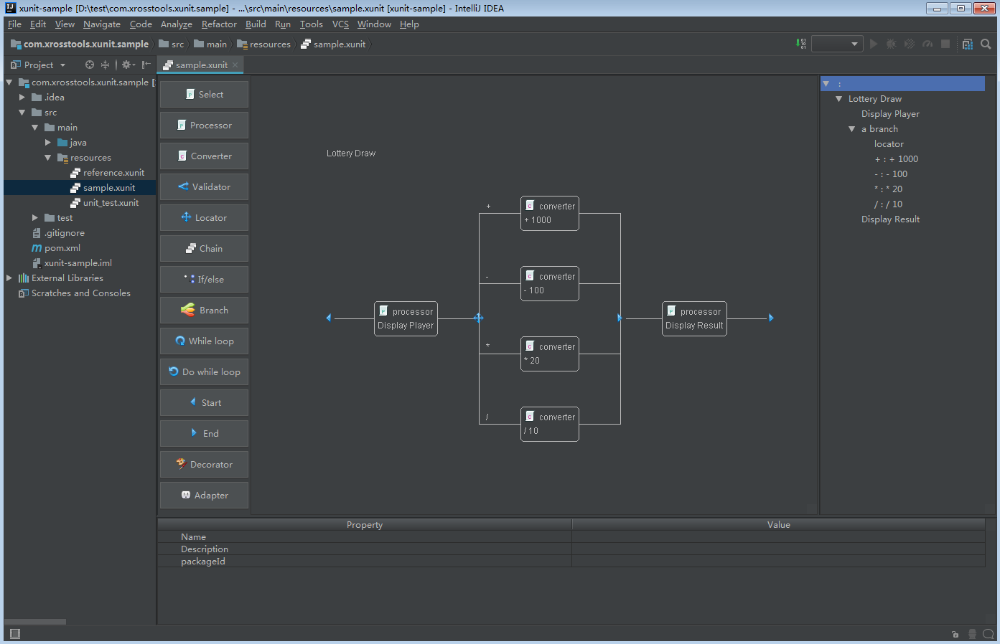 xunit-sample [D:\test\com.xrosstools.xunit.sample] - ...\src\main\resources\sample.xunit [xunit-sample] - IntelliJ IDEA
File Edit View Navigate Code Analyze Refactor Build Run Tools VCS Window Help
com.xrosstools.xunit.sample src main resources sample.xunit
Project
sample.xunit
com.xrosstools.xunit.sample [
.idea
src
main
java
resources
reference.xunit
sample.xunit
unit_test.xunit
test
.gitignore
pom.xml
xunit-sample.iml
External Libraries
Scratches and Consoles
Select
Processor
Converter
Validator
Locator
Chain
If/else
Branch
While loop
Do while loop
Start
End
Decorator
Adapter
Lottery Draw
+
converter
+ 1000
-
converter
- 100
processor
Display Player
*
converter
* 20
/
converter
/ 10
processor
Display Result
:
Lottery Draw
Display Player
a branch
locator
+ : + 1000
- : - 100
* : * 20
/ : / 10
Display Result
Property Value
Name
Description
packageId